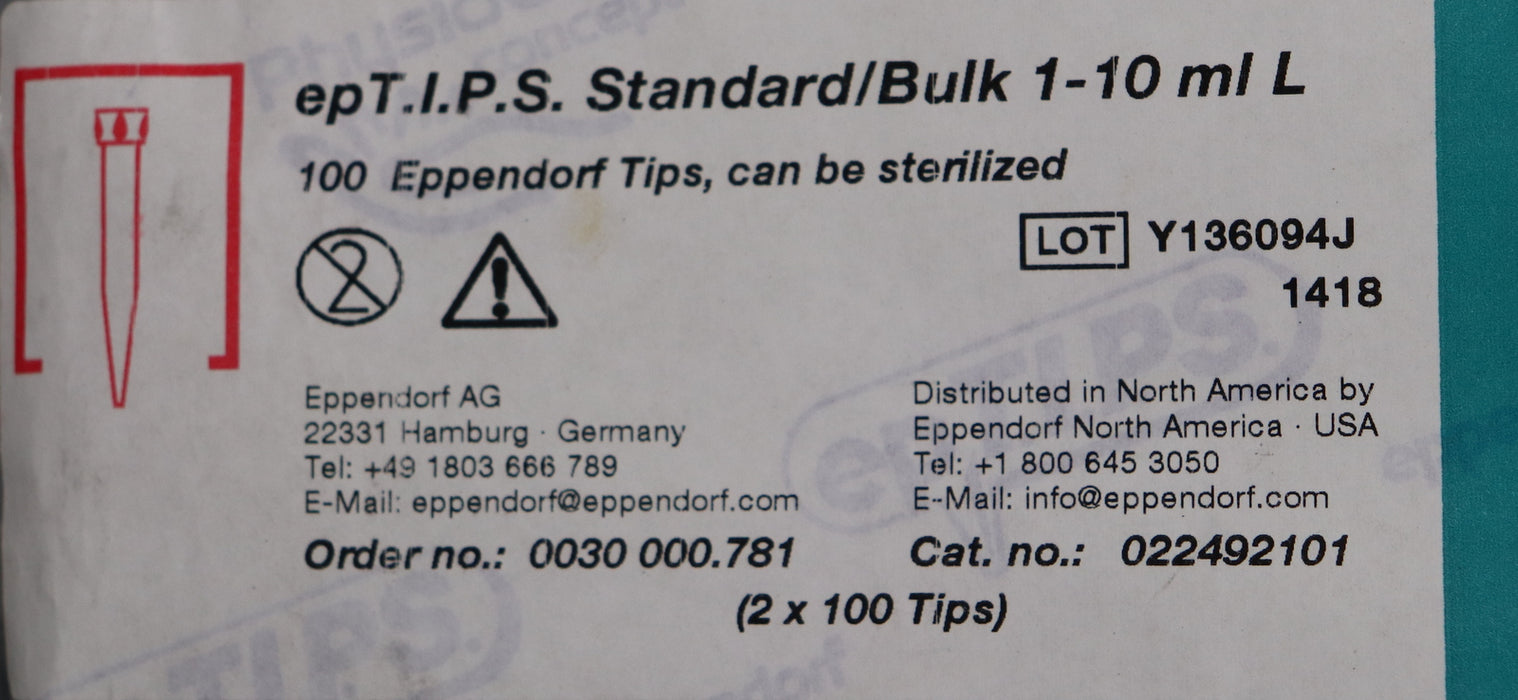 epT.I.P.S. Standard/Bulk 1-10 ml L
100 Eppendorf Tips, can be sterilized
2
LOT Y136094J
1418
Eppendorf AG
22331 Hamburg · Germany
Tel: +49 1803 666 789
E-Mail: eppendorf@eppendorf.com
Order no.: 0030 000.781
Distributed in North America by
Eppendorf North America · USA
Tel: +1 800 645 3050
E-Mail: info@eppendorf.com
Cat. no.: 022492101
(2 x 100 Tips)